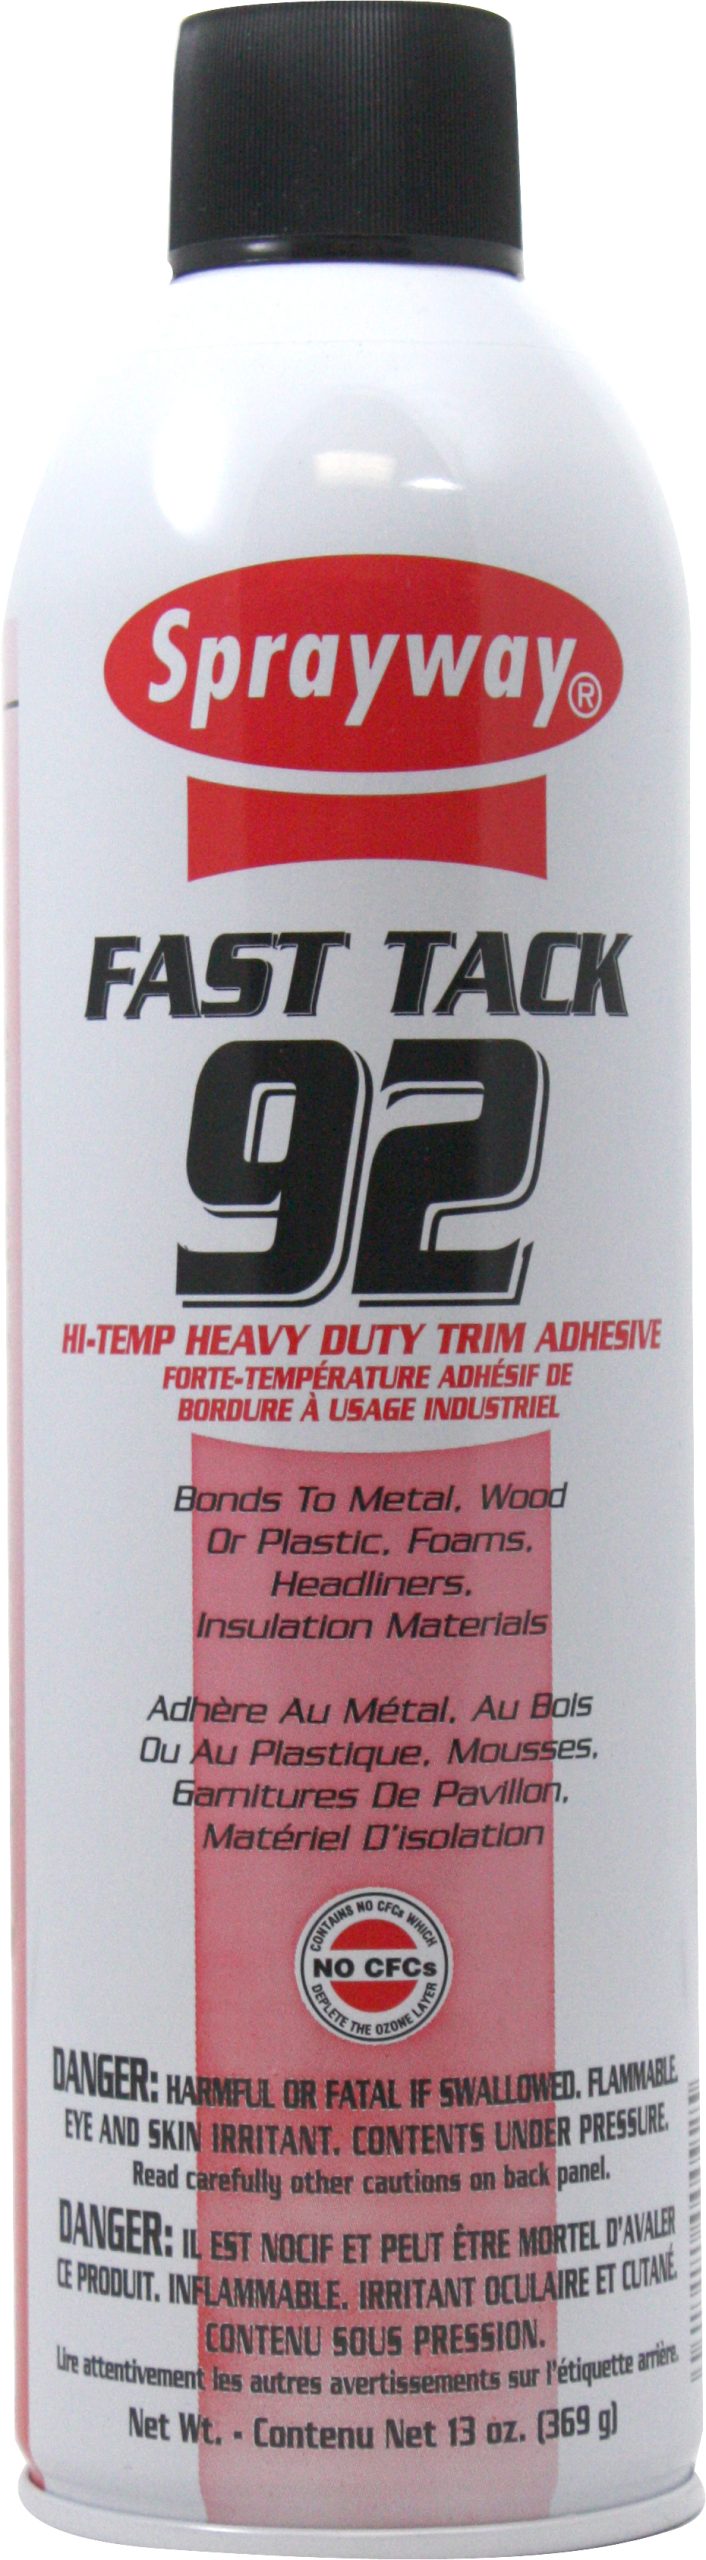 Sprayway®
FAST TACK
92
HI-TEMP HEAVY DUTY TRIM ADHESIVE
FORTE-TEMPÉRATURE ADHÉSIF DE
BORDURE À USAGE INDUSTRIEL
Bonds To Metal, Wood
Or Plastic, Foams,
Headliners,
Insulation Materials
Adhère Au Métal, Au Bois
Ou Au Plastique, Mousses,
Garnitures De Pavillon,
Matériel D'isolation
CONTAINS NO CFCs WHICH
NO CFCs
DEPLETE THE OZONE LAYER
DANGER: HARMFUL OR FATAL IF SWALLOWED. FLAMMABLE.
EYE AND SKIN IRRITANT. CONTENTS UNDER PRESSURE.
Read carefully other cautions on back panel.
DANGER: IL EST NOCIF ET PEUT ÊTRE MORTEL D'AVALER
CE PRODUIT. INFLAMMABLE. IRRITANT OCULAIRE ET CUTANÉ.
CONTENU SOUS PRESSION.
Lire attentivement les autres avertissements sur l'étiquette arrière.
Net Wt. - Contenu Net 13 oz. (369 g)